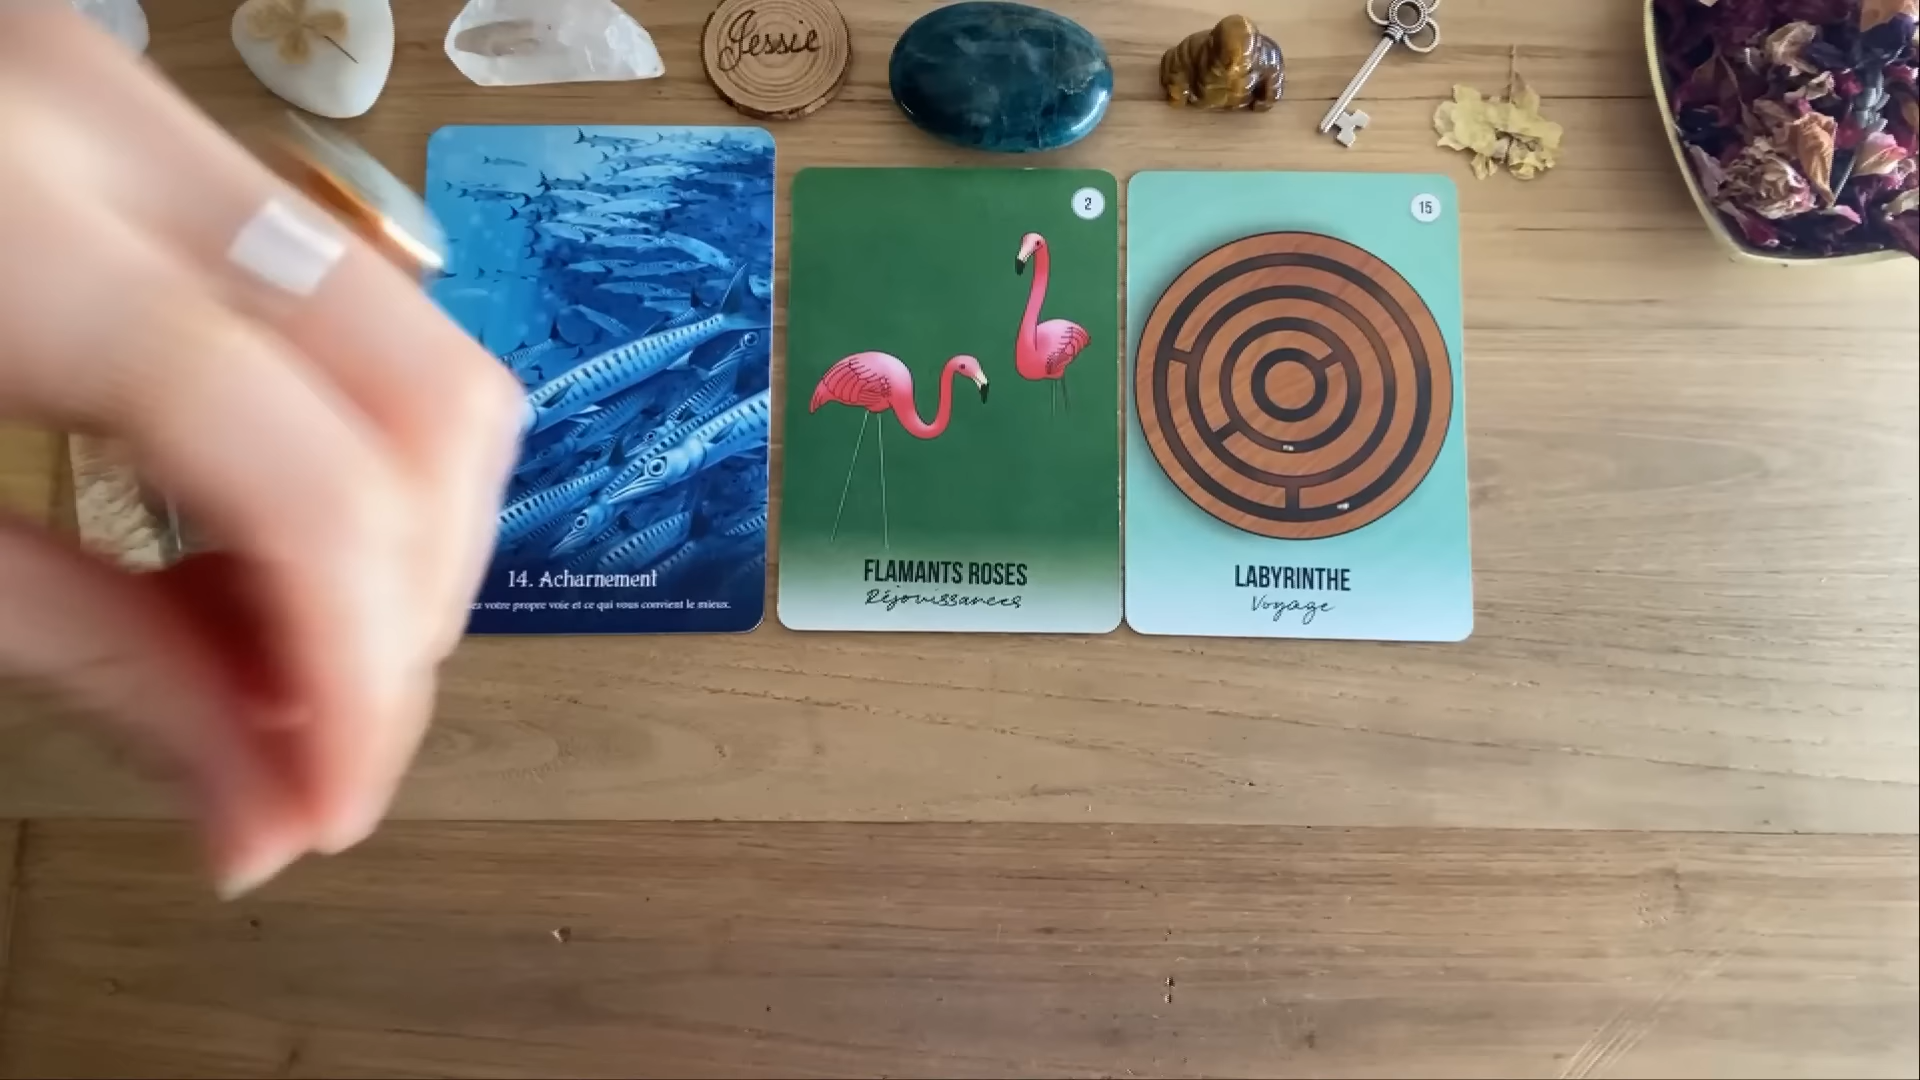 Jessie
14. Acharnement
votre propre voie et ce qui vous convient le mieux.
2
FLAMANTS ROSES
Réjouissances
15
LABYRINTHE
Voyage